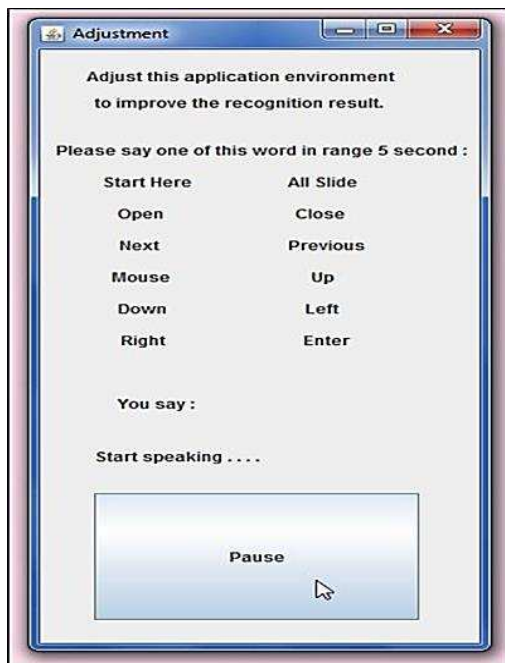 Adjustment
Adjust this application environment
to improve the recognition result.
Please say one of this word in range 5 second :
Start Here All Slide
Open Close
Next Previous
Mouse Up
Down Left
Right Enter
You say :
Start speaking . . . .
Pause